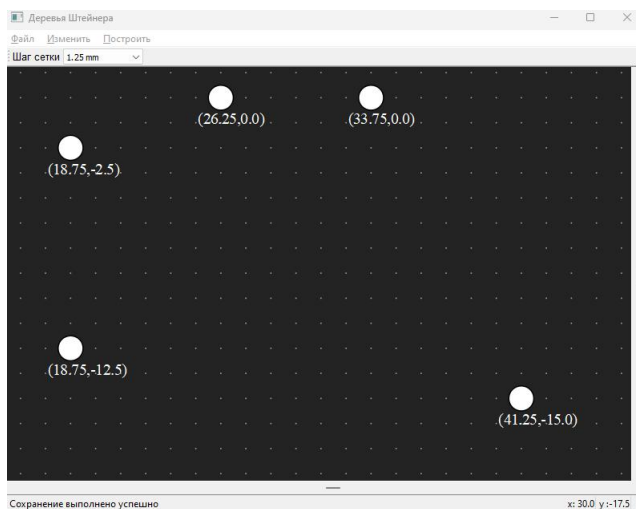 Деревья Штейнера
Файл Изменить Построить
Шаг сетки 1.25 mm
(26.25,0.0) (33.75,0.0)
(18.75,-2.5)
(18.75,-12.5)
(41.25,-15.0)
Сохранение выполнено успешно x: 30.0 y :-17.5